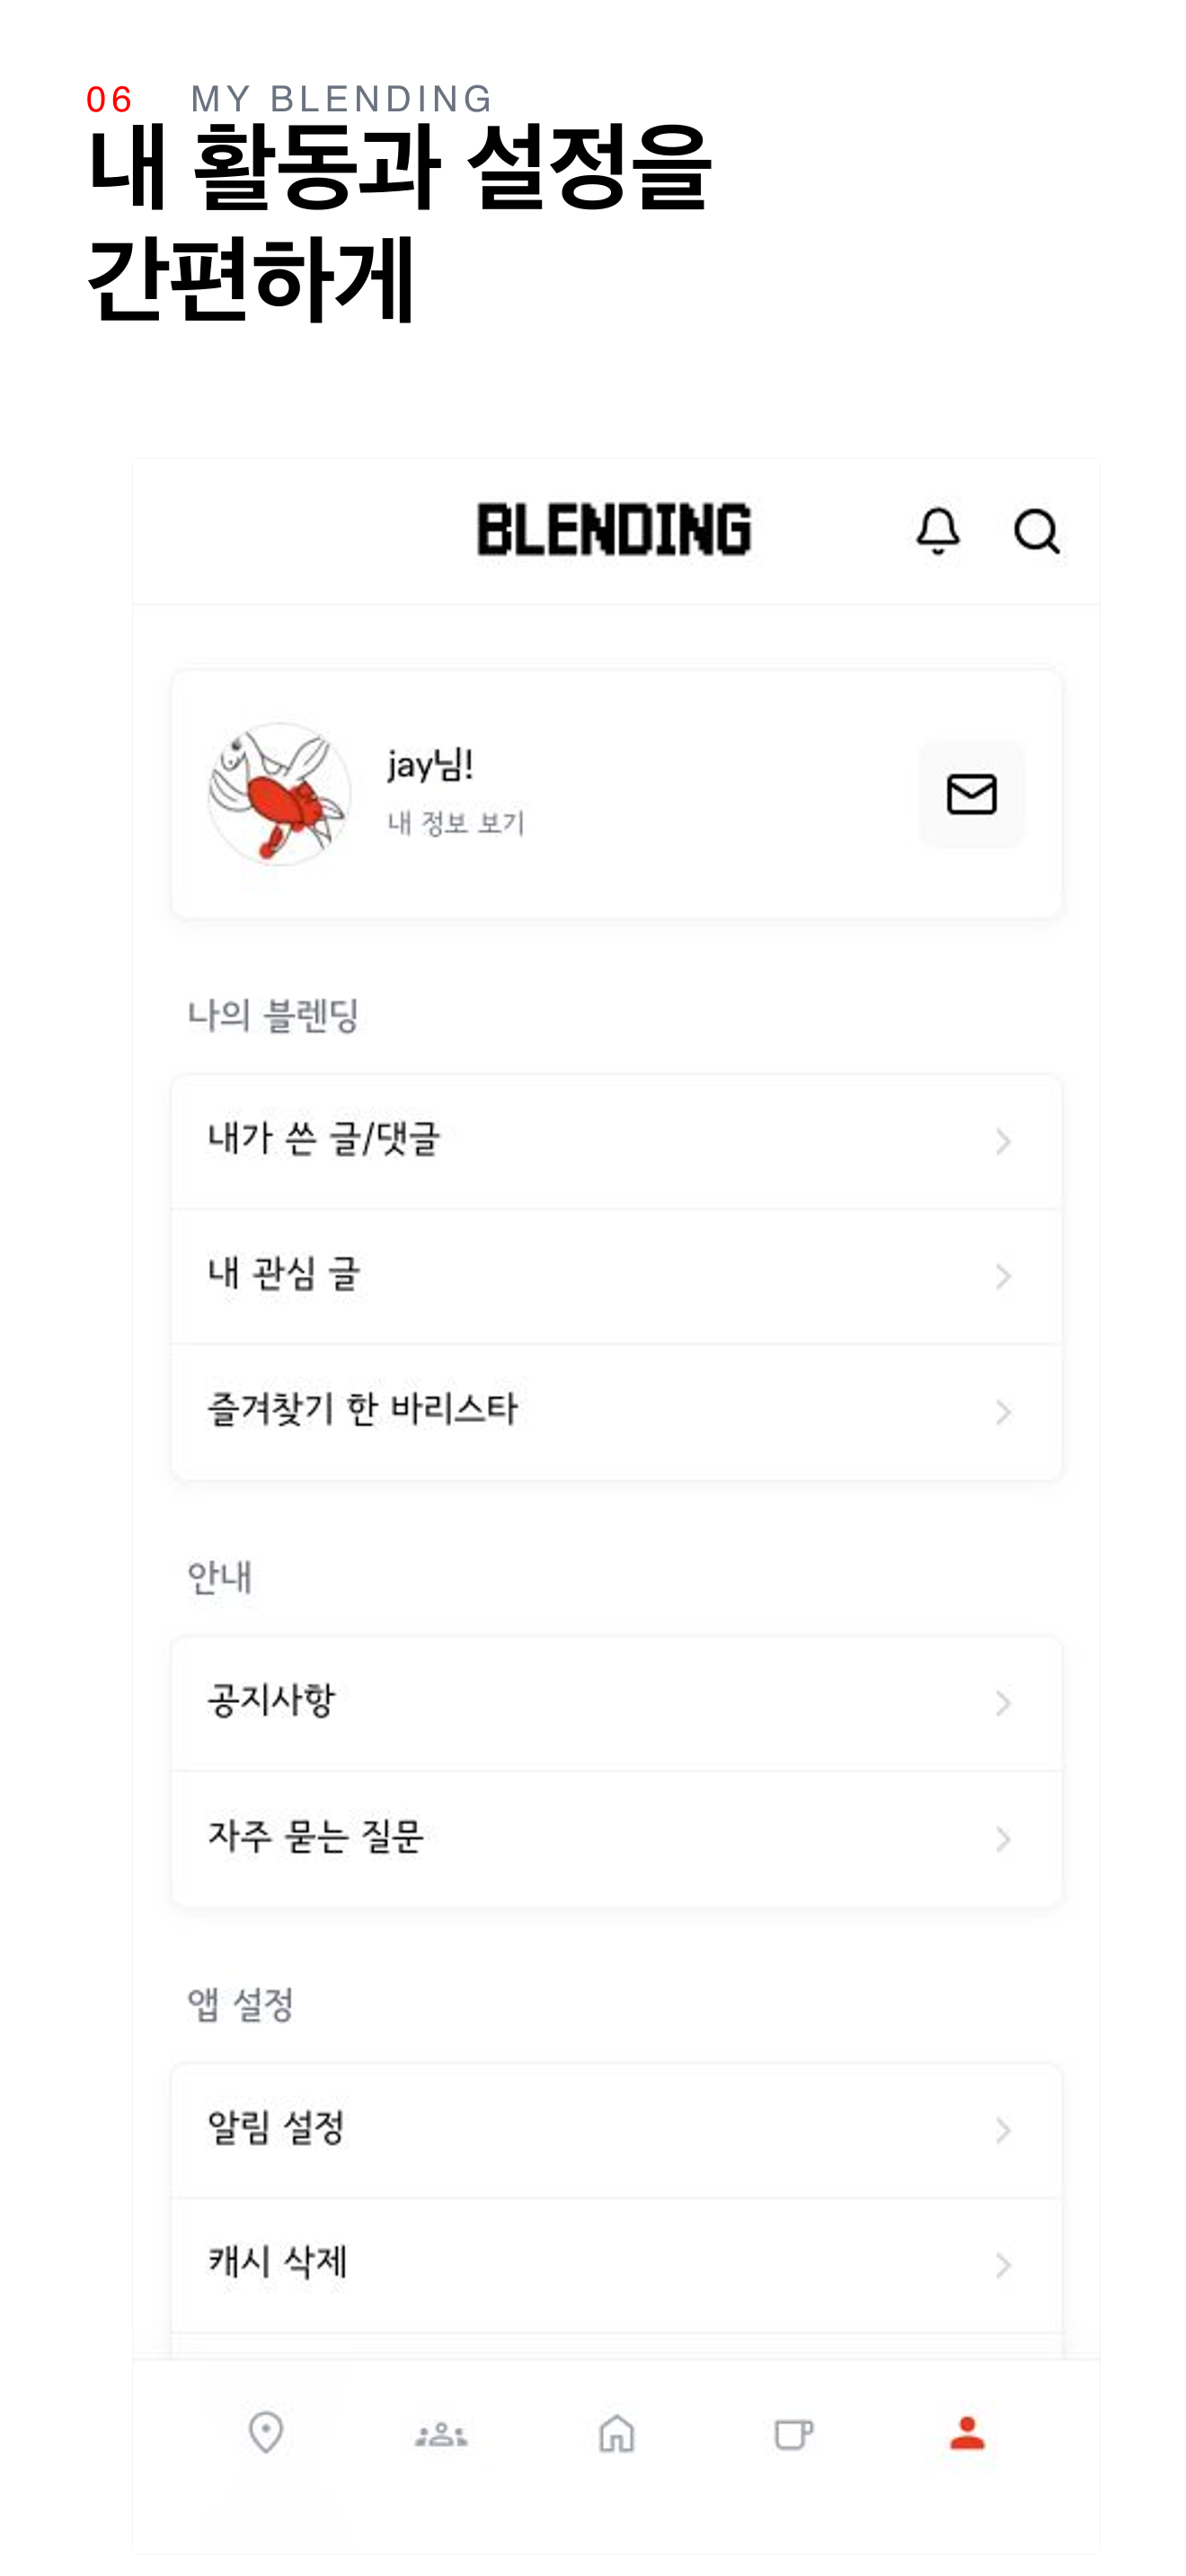 06 MY BLENDING
내 활동과 설정을
간편하게
BLENDING
jay님!
내 정보 보기
나의 블렌딩
내가 쓴 글/댓글
내 관심 글
즐겨찾기 한 바리스타
안내
공지사항
자주 묻는 질문
앱 설정
알림 설정
캐시 삭제